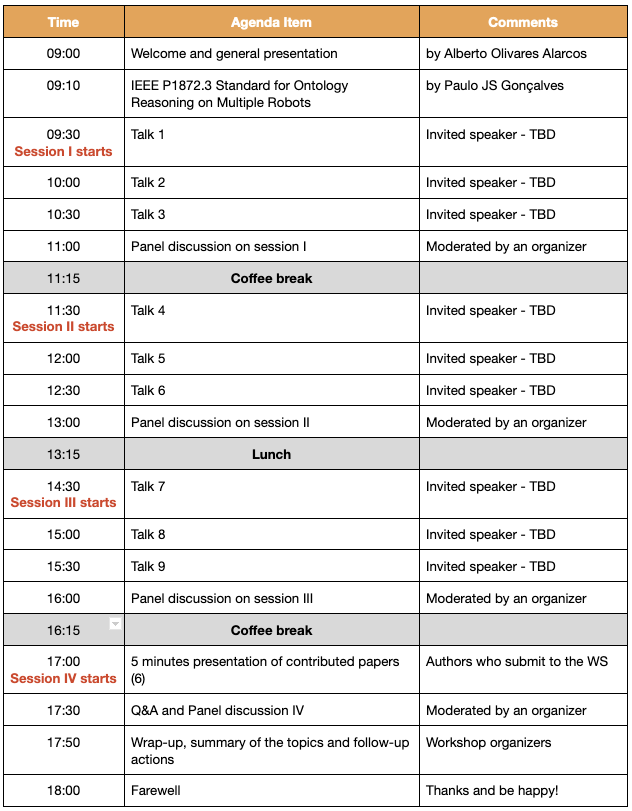 Time Agenda Item Comments
09:00 Welcome and general presentation by Alberto Olivares Alarcos
09:10 IEEE P1872.3 Standard for Ontology by Paulo JS Gonçalves
Reasoning on Multiple Robots
09:30 Talk 1 Invited speaker - TBD
Session I starts
10:00 Talk 2 Invited speaker - TBD
10:30 Talk 3 Invited speaker - TBD
11:00 Panel discussion on session I Moderated by an organizer
11:15 Coffee break
11:30 Talk 4 Invited speaker - TBD
Session II starts
12:00 Talk 5 Invited speaker - TBD
12:30 Talk 6 Invited speaker - TBD
13:00 Panel discussion on session II Moderated by an organizer
13:15 Lunch
14:30 Talk 7 Invited speaker - TBD
Session III starts
15:00 Talk 8 Invited speaker - TBD
15:30 Talk 9 Invited speaker - TBD
16:00 Panel discussion on session III Moderated by an organizer
16:15 Coffee break
17:00 5 minutes presentation of contributed papers Authors who submit to the WS
Session IV starts (6)
17:30 Q&A and Panel discussion IV Moderated by an organizer
17:50 Wrap-up, summary of the topics and follow-up Workshop organizers
actions
18:00 Farewell Thanks and be happy!